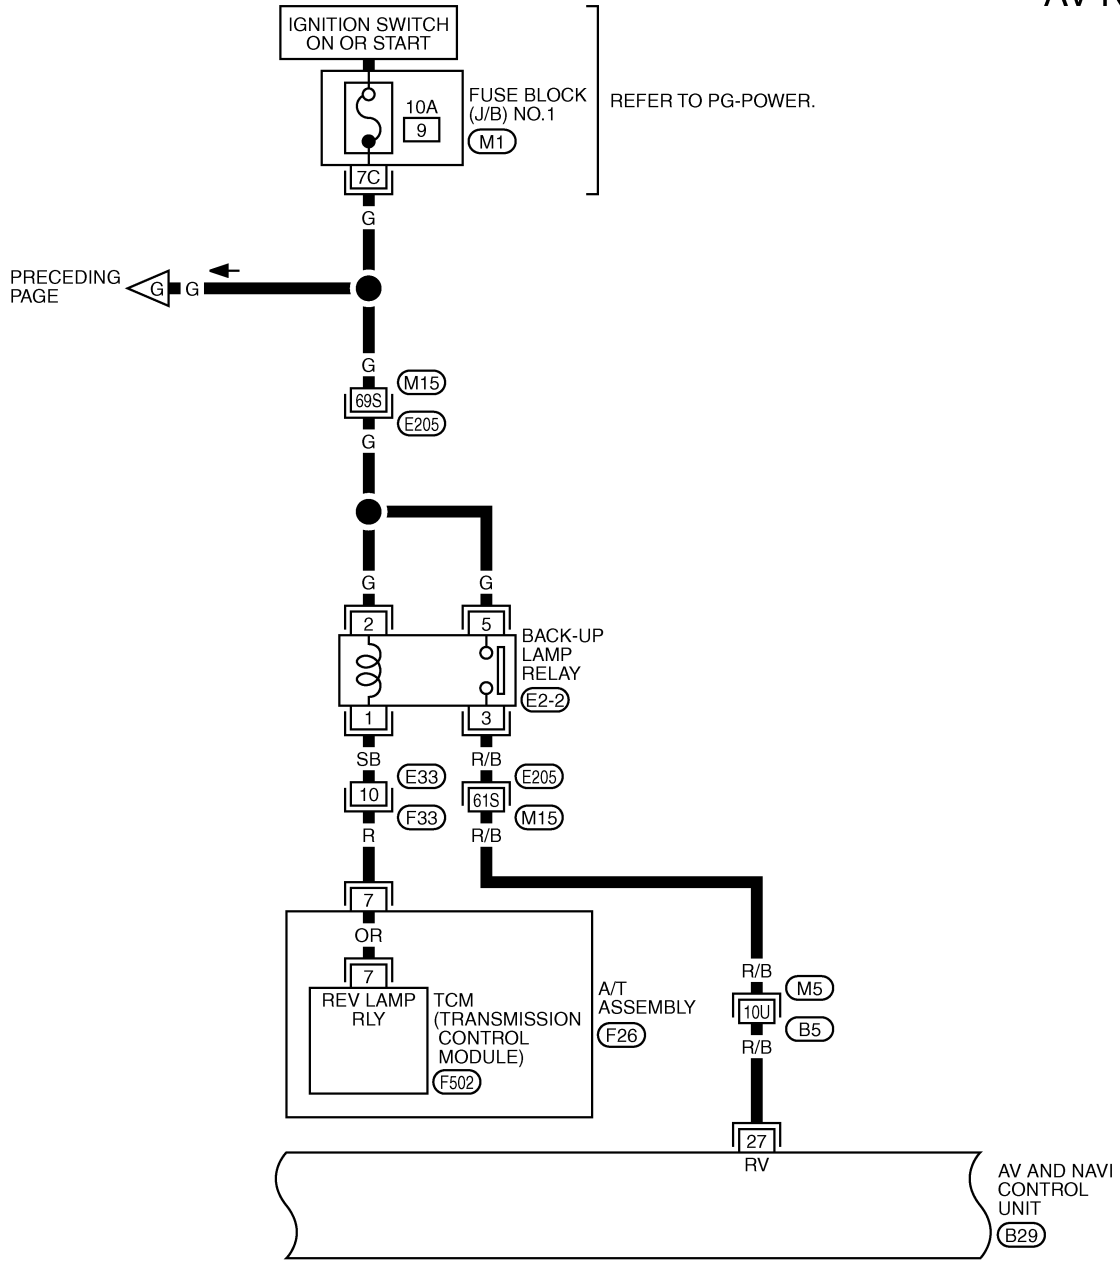 IGNITION SWITCH
ON OR START
10A
9
FUSE BLOCK
(J/B) NO.1
M1
REFER TO PG-POWER.
7C
G
PRECEDING
PAGE
G
G
G
M15
69S
E205
G
G
G
2
5
BACK-UP
LAMP
RELAY
E2-2
1
3
SB
R/B
E33
E205
10
61S
F33
M15
R
R/B
7
OR
7
REV LAMP
RLY
TCM
(TRANSMISSION
CONTROL
MODULE)
F502
A/T
ASSEMBLY
F26
R/B
M5
10U
B5
R/B
27
RV
AV AND NAVI
CONTROL
UNIT
B29